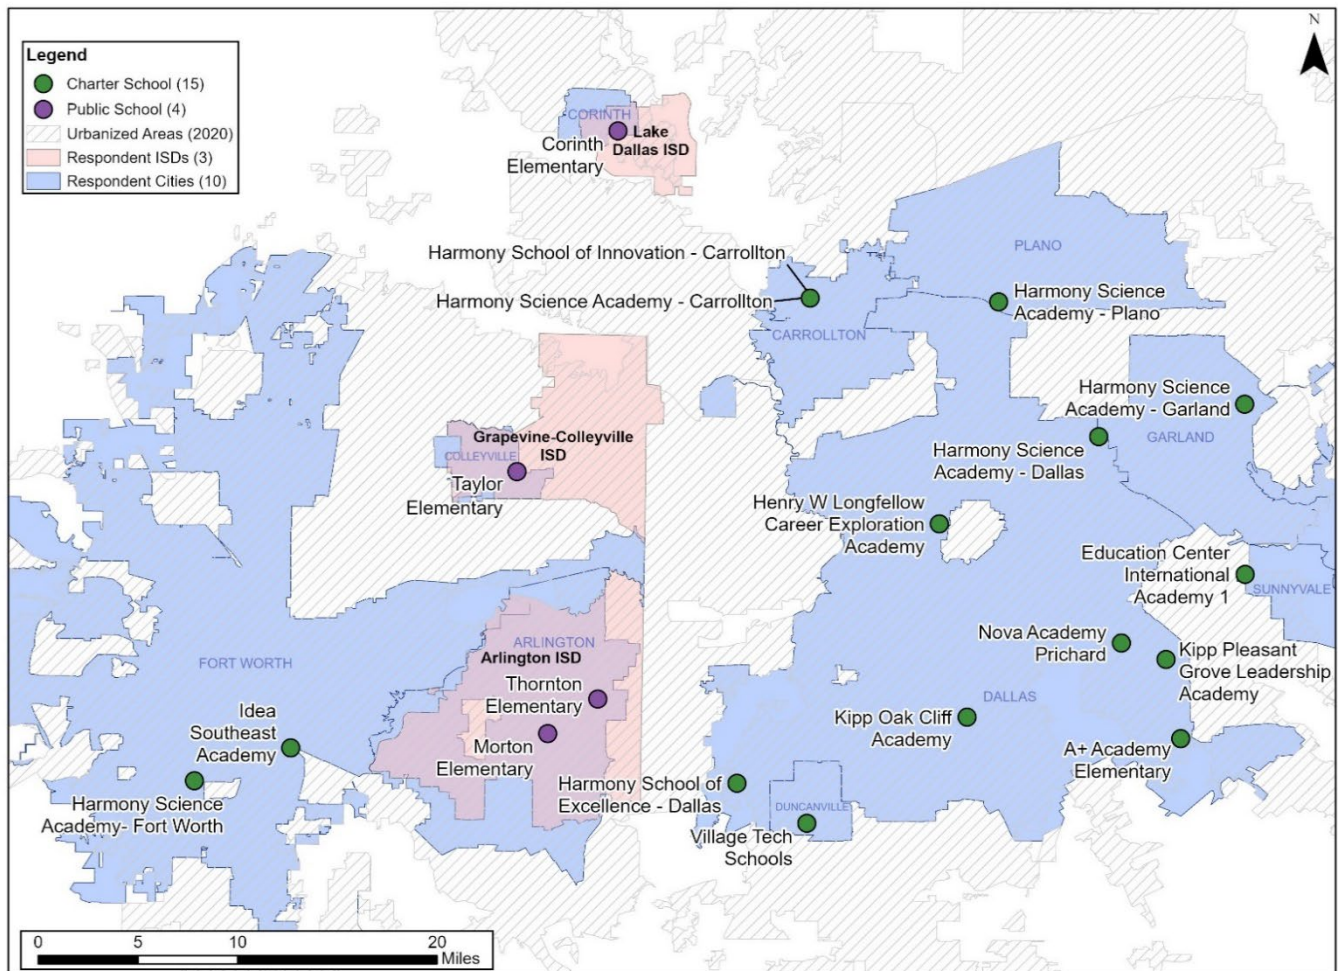 N
Legend
Charter School (15)
Public School (4)
Urbanized Areas (2020)
Respondent ISDs (3)
Respondent Cities (10)
CORINTH
Lake
Dallas ISD
Corinth
Elementary
Harmony School of Innovation - Carrollton
Harmony Science Academy - Carrollton
PLANO
Harmony Science
Academy - Plano
CARROLLTON
Harmony Science
Academy - Garland
GARLAND
Harmony Science
Academy - Dallas
Grapevine-Colleyville
ISD
COLLEYVILLE
Taylor
Elementary
Henry W Longfellow
Career Exploration
Academy
Education Center
International
Academy 1
SUNNYVALE
Nova Academy
Prichard
Kipp Pleasant
Grove Leadership
Academy
FORT WORTH
ARLINGTON
Arlington ISD
Thornton
Elementary
Morton
Elementary
DALLAS
Kipp Oak Cliff
Academy
A+ Academy
Elementary
Idea
Southeast
Academy
Harmony Science
Academy- Fort Worth
Harmony School of
Excellence - Dallas
DUNCANVILLE
Village Tech
Schools
0 5 10 20
Miles